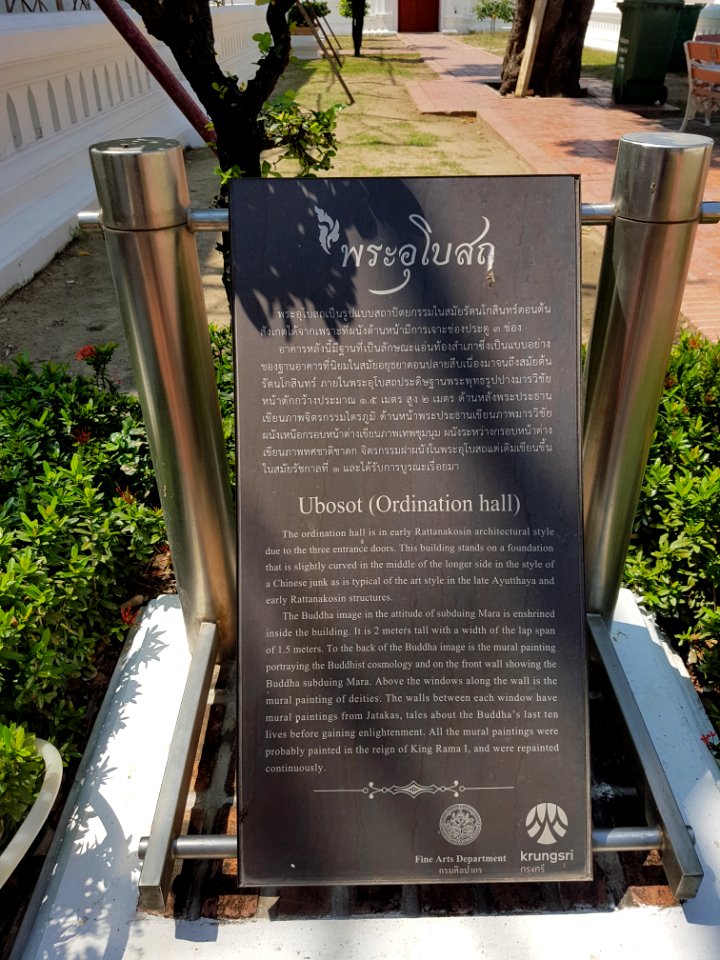 พระอุโบสถ
พระอุโบสถเป็นรูปแบบสถาปัตยกรรมในสมัยรัตนโกสินทร์ตอนต้น
สังเกตได้จากเพราะที่ผนังด้านหน้ามีการเจาะช่องประตู ๓ ช่อง
อาคารหลังนี้มีฐานที่เป็นลักษณะแอ่นท้องสำเภาซึ่งเป็นแบบอย่าง
ของฐานอาคารที่นิยมในสมัยอยุธยาตอนปลายสืบเนื่องมาจนถึงสมัยต้น
รัตนโกสินทร์ ภายในพระอุโบสถประดิษฐานพระพุทธรูปปางมารวิชัย
หน้าตักกว้างประมาณ ๑.๕ เมตร สูง ๒ เมตร ด้านหลังพระประธาน
เขียนภาพจิตรกรรมไตรภูมิ ด้านหน้าพระประธานเขียนภาพมารวิชัย
ผนังเหนือกรอบหน้าต่างเขียนภาพเทพชุมนุม ผนังระหว่างกรอบหน้าต่าง
เขียนภาพทศชาติชาดก จิตรกรรมฝาผนังในพระอุโบสถแต่เดิมเขียนขึ้น
ในสมัยรัชกาลที่ ๑ และได้รับการบูรณะเรื่อยมา
Ubosot (Ordination hall)
The ordination hall is in early Rattanakosin architectural style
due to the three entrance doors. This building stands on a foundation
that is slightly curved in the middle of the longer side in the style of
a Chinese junk as is typical of the art style in the late Ayutthaya and
early Rattanakosin structures.
The Buddha image in the attitude of subduing Mara is enshrined
inside the building. It is 2 meters tall with a width of the lap span
of 1.5 meters. To the back of the Buddha image is the mural painting
portraying the Buddhist cosmology and on the front wall showing the
Buddha subduing Mara. Above the windows along the wall is the
mural painting of deities. The walls between each window have
mural paintings from Jatakas, tales about the Buddha's last ten
lives before gaining enlightenment. All the mural paintings were
probably painted in the reign of King Rama I, and were repainted
continuously.
Fine Arts Department
กรมศิลปากร
krungsri
กรุงศรี